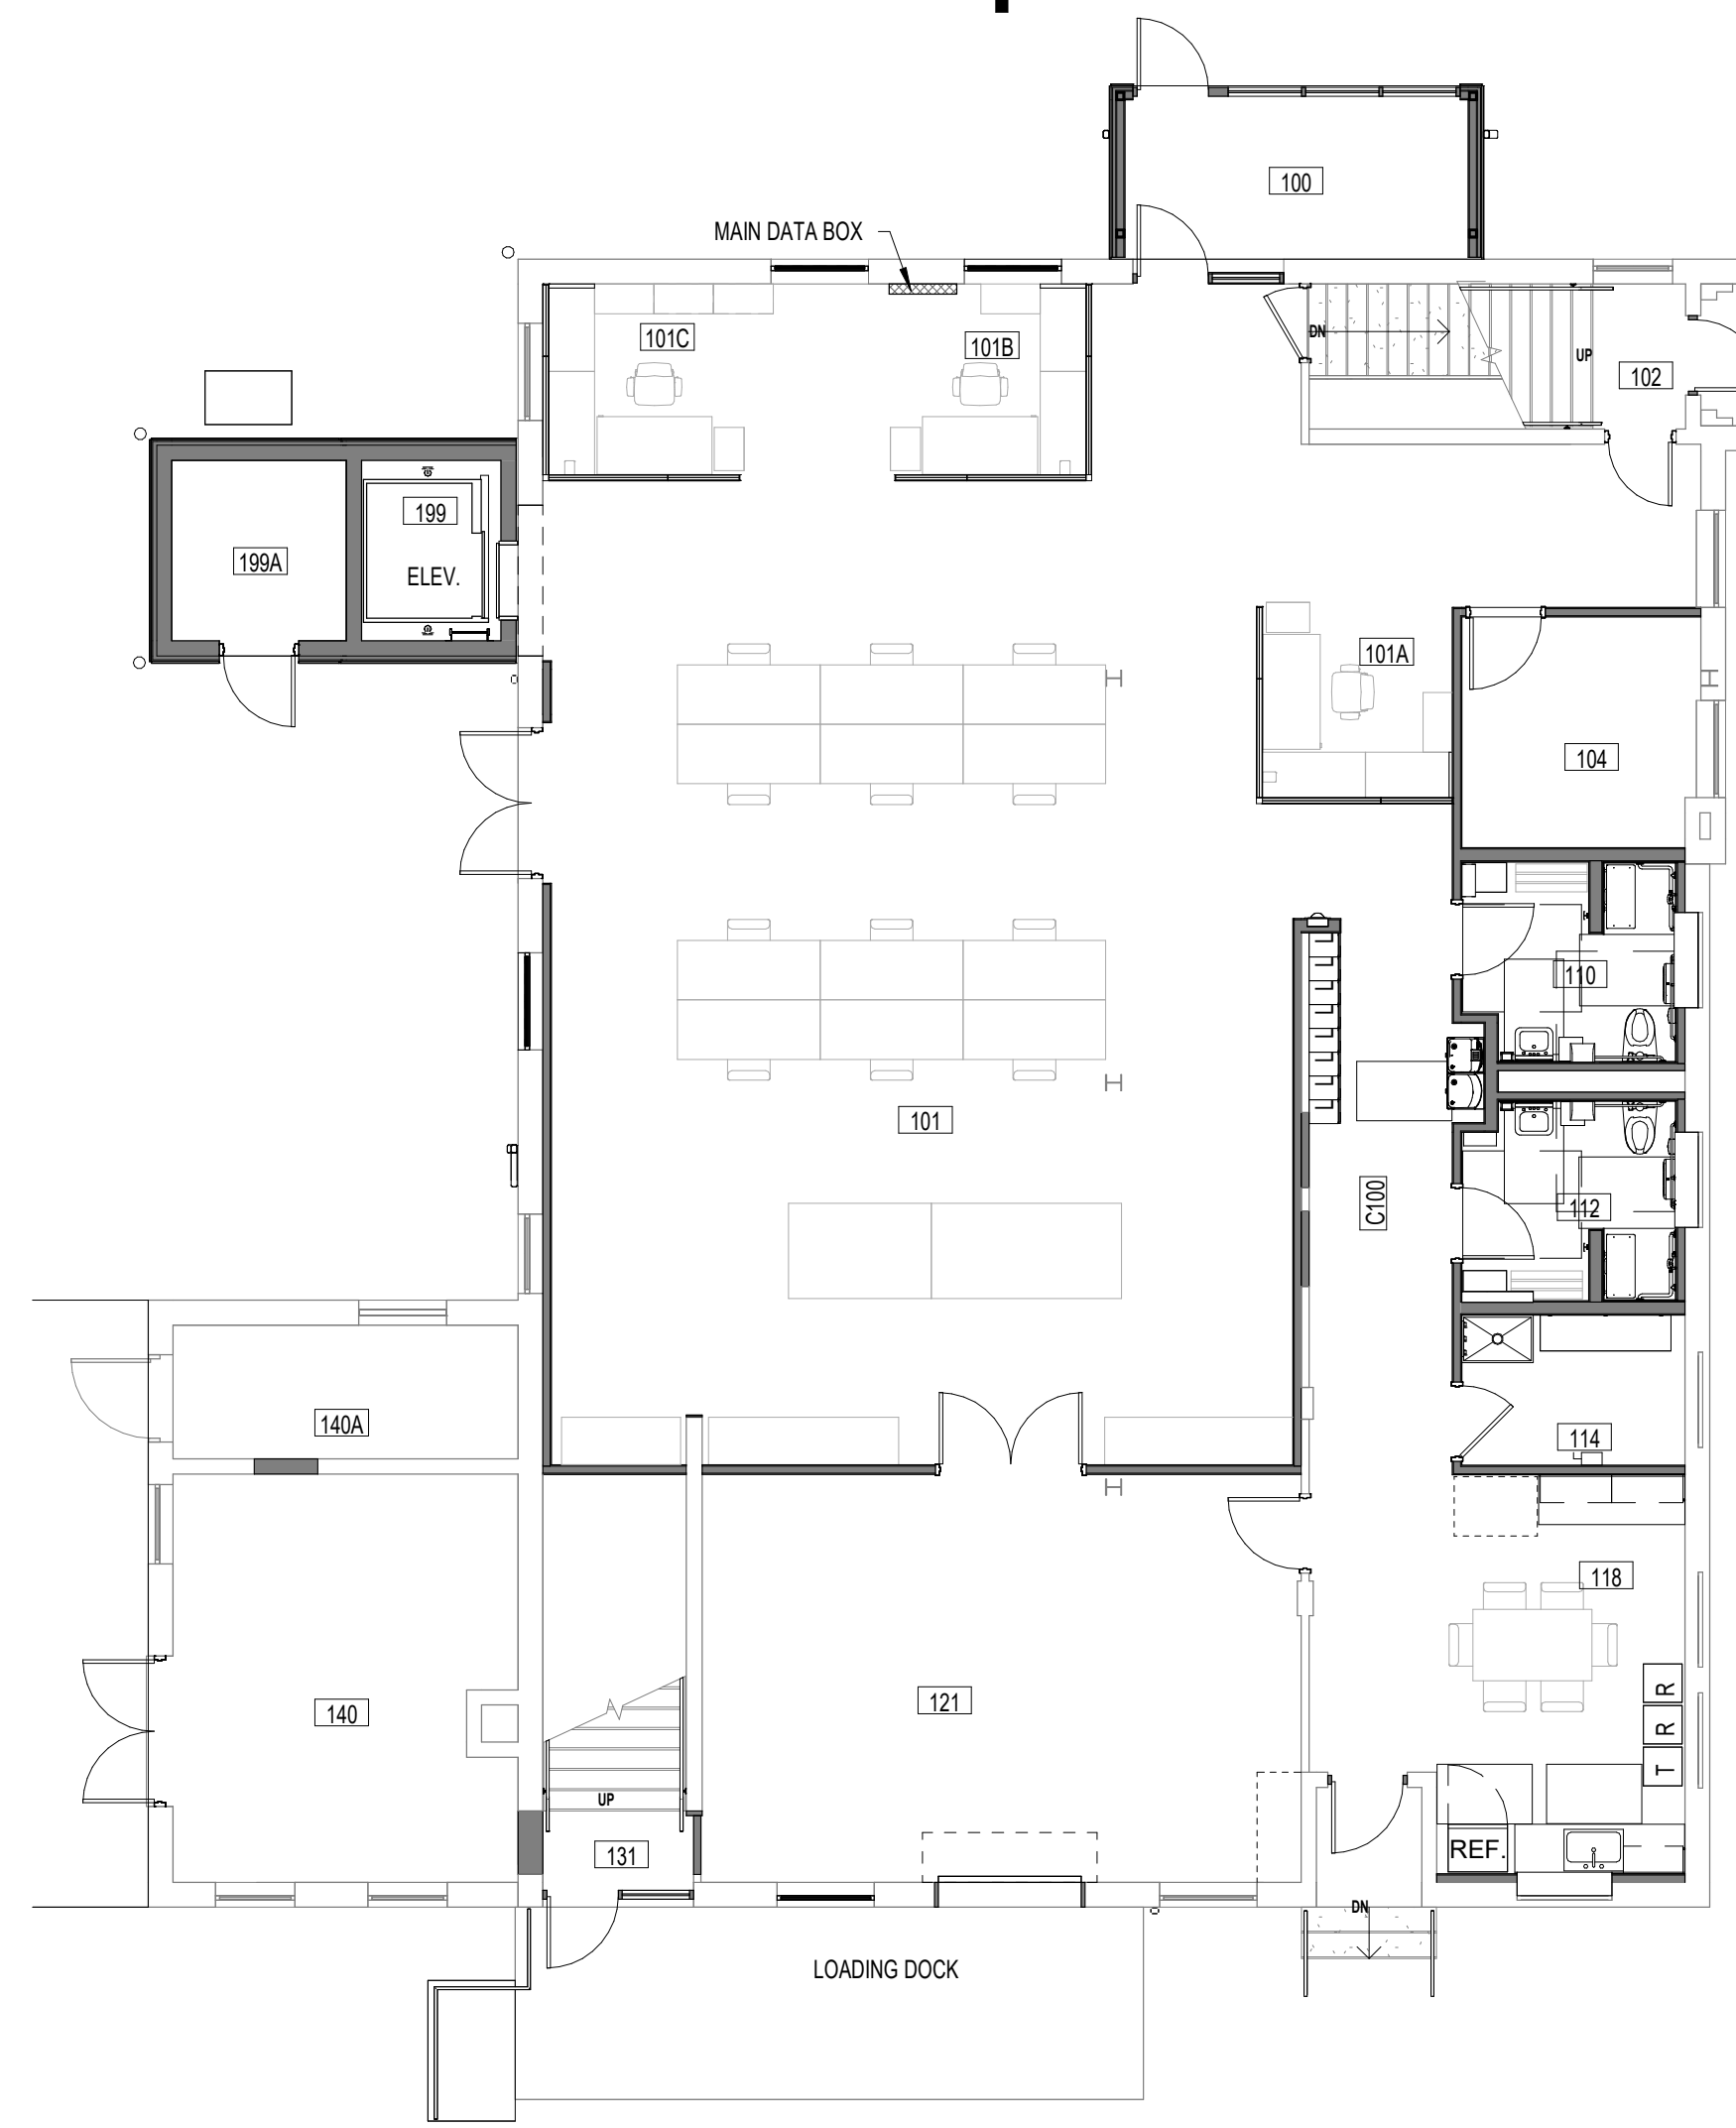 100
MAIN DATA BOX
101C
101B
DN
UP
102
199
199A
ELEV.
101A
104
110
101
C100
112
140A
114
118
121
140
R
R
T
UP
131
REF.
DN
LOADING DOCK